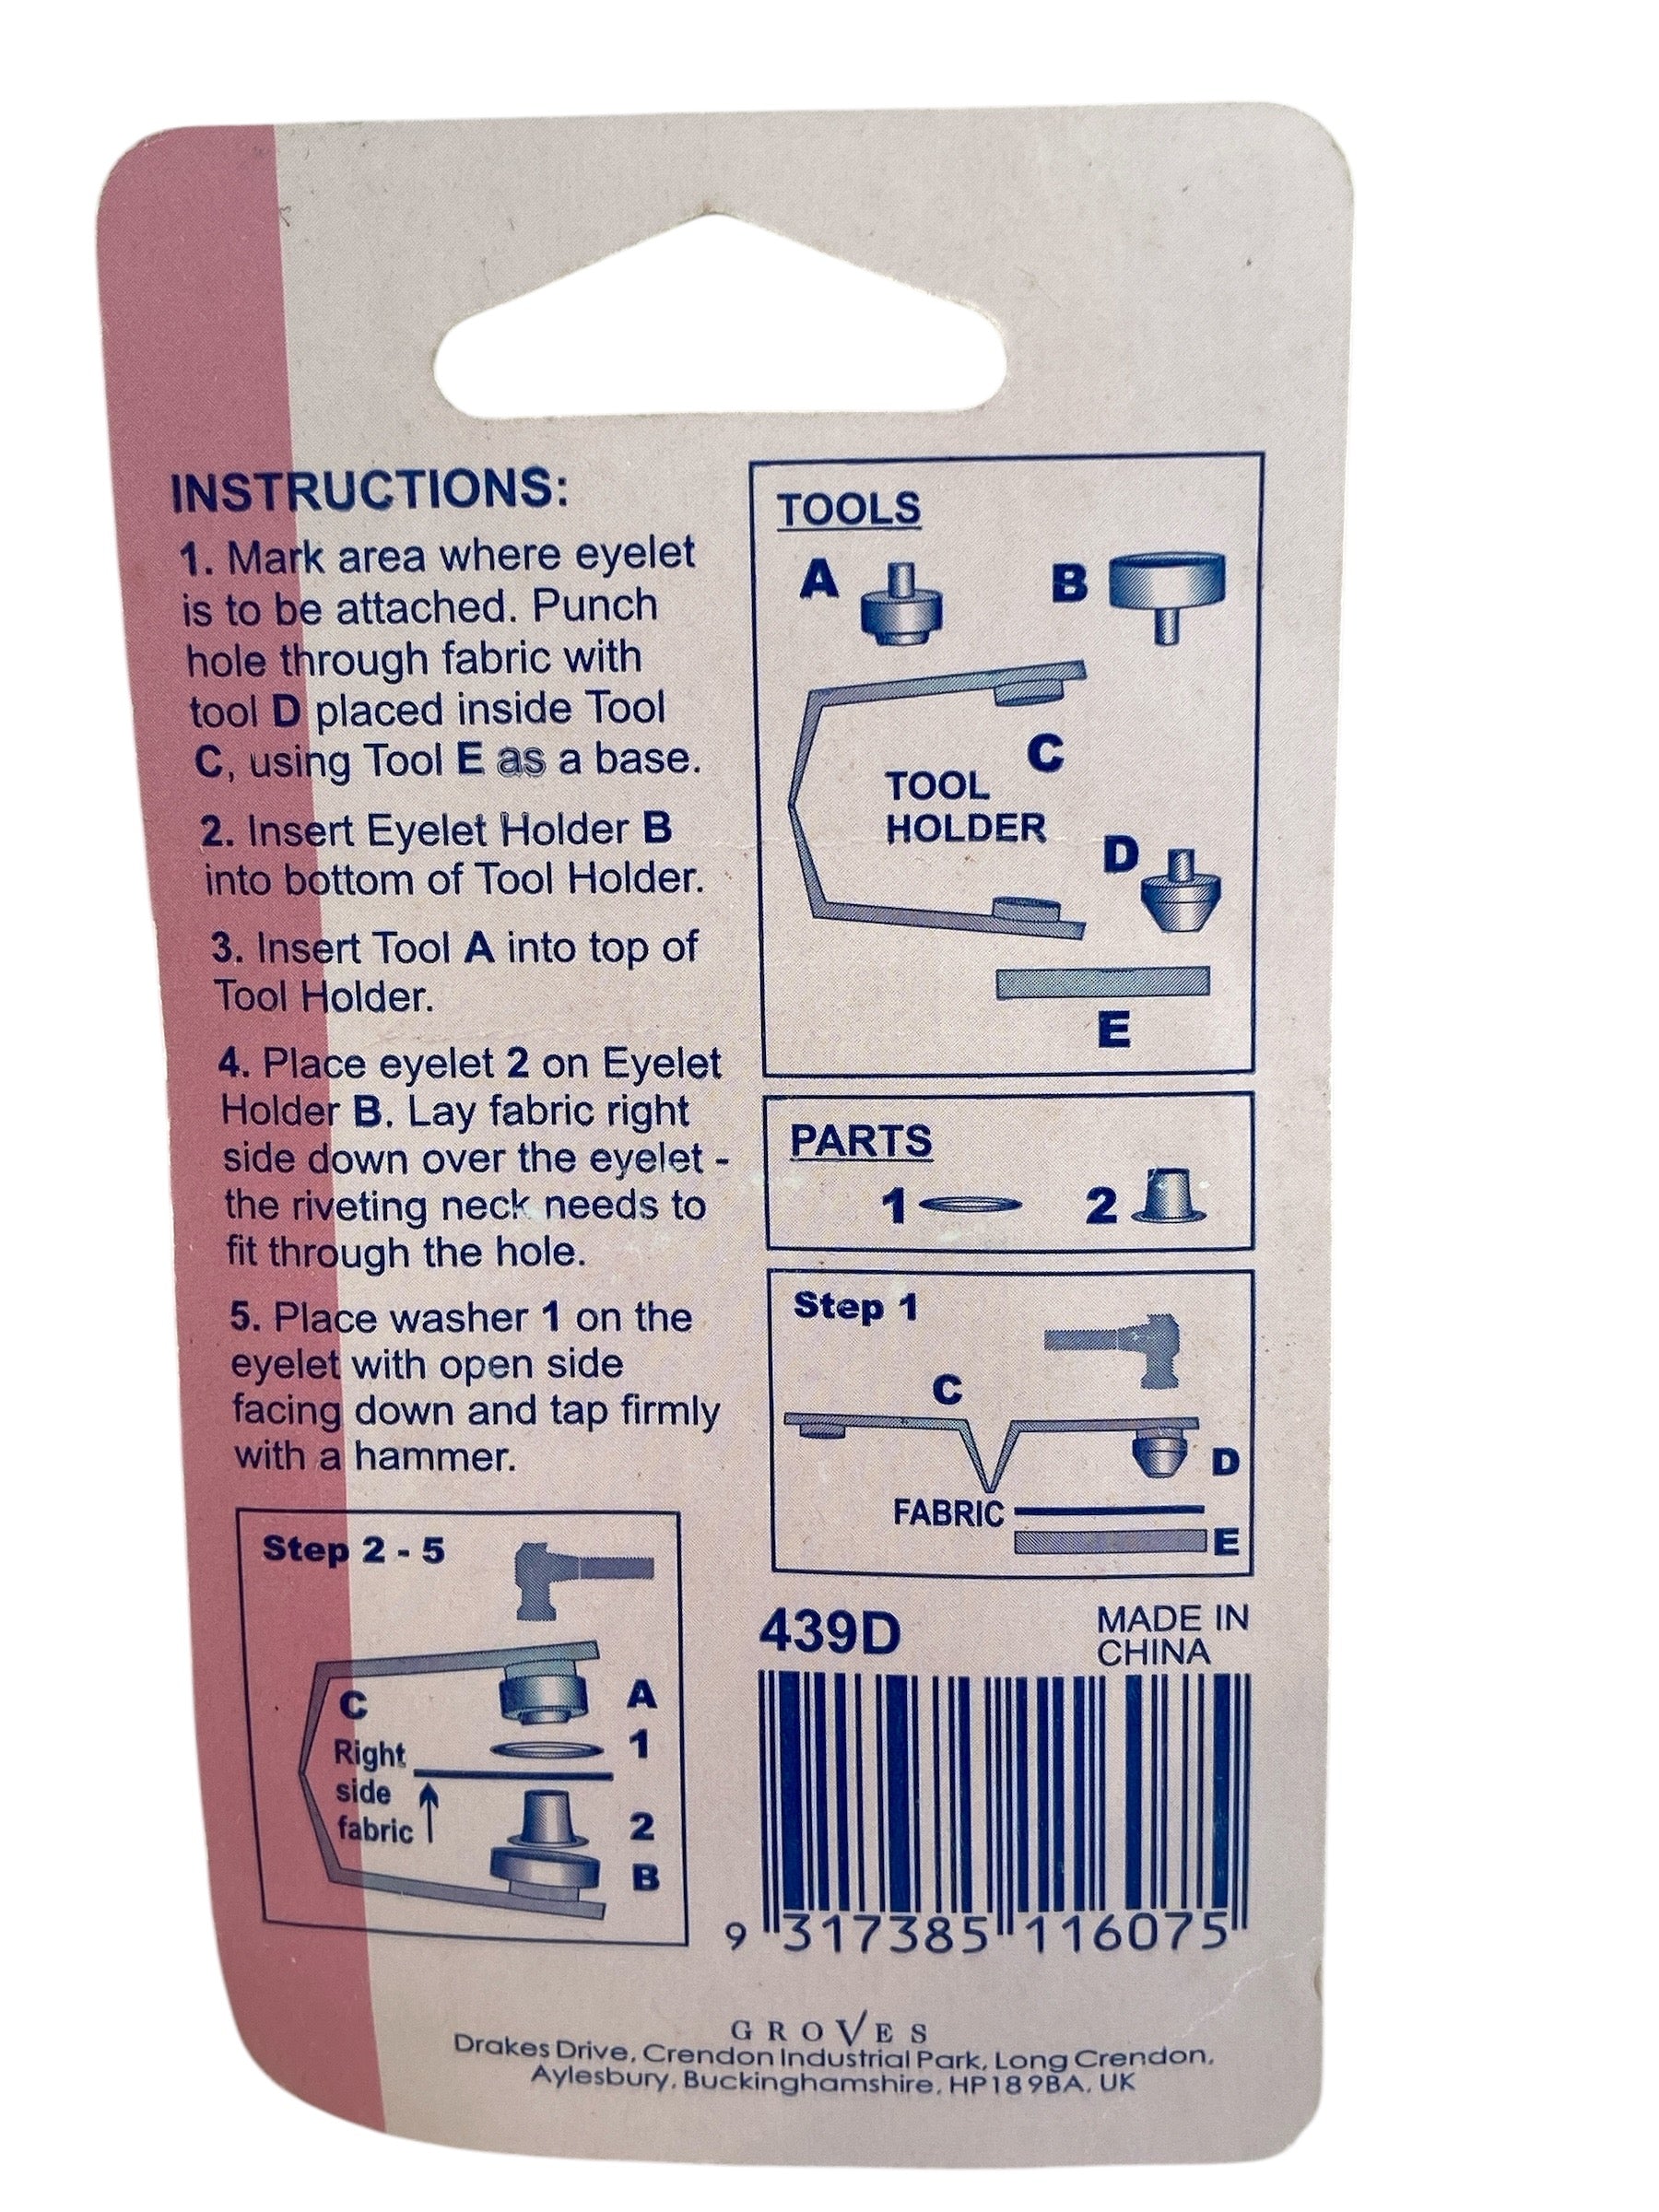 INSTRUCTIONS:
1. Mark area where eyelet
is to be attached. Punch
hole through fabric with
tool D placed inside Tool
C, using Tool E as a base.
2. Insert Eyelet Holder B
into bottom of Tool Holder.
3. Insert Tool A into top of
Tool Holder.
4. Place eyelet 2 on Eyelet
Holder B. Lay fabric right
side down over the eyelet -
the riveting neck needs to
fit through the hole.
5. Place washer 1 on the
eyelet with open side
facing down and tap firmly
with a hammer.
Step 2 - 5
C
A
1
Right
side
fabric
2
B
TOOLS
A
B
C
TOOL
HOLDER
D
E
PARTS
1
2
Step 1
C
D
FABRIC
E
439D
MADE IN
CHINA
9 317385 116075
GROVES
Drakes Drive, Crendon Industrial Park, Long Crendon,
Aylesbury, Buckinghamshire, HP18 9BA, UK